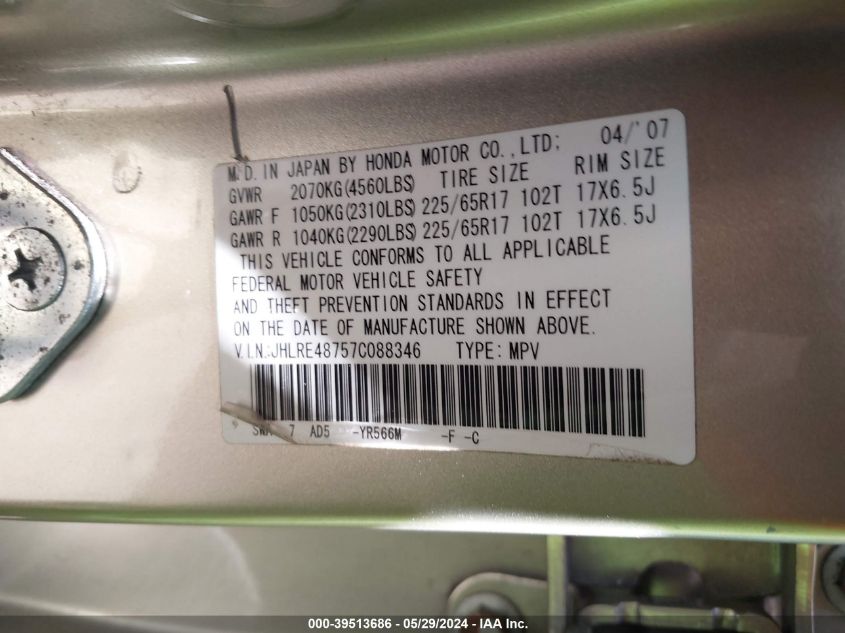 M.D.IN JAPAN BY HONDA MOTOR CO.,LTD: 04/'07
GVWR 2070KG(4560LBS) TIRE SIZE RIM SIZE
GAWR F 1050KG(2310LBS) 225/65R17 102T 17X6.5J
GAWR R 1040KG(2290LBS) 225/65R17 102T 17X6.5J
THIS VEHICLE CONFORMS TO ALL APPLICABLE
FEDERAL MOTOR VEHICLE SAFETY
AND THEFT PREVENTION STANDARDS IN EFFECT
ON THE DATE OF MANUFACTURE SHOWN ABOVE.
V.I.N.:JHLRE48757C088346 TYPE: MPV
7 AD5 -YR566M -F -C
000-39513686 - 05/29/2024 - IAA Inc.